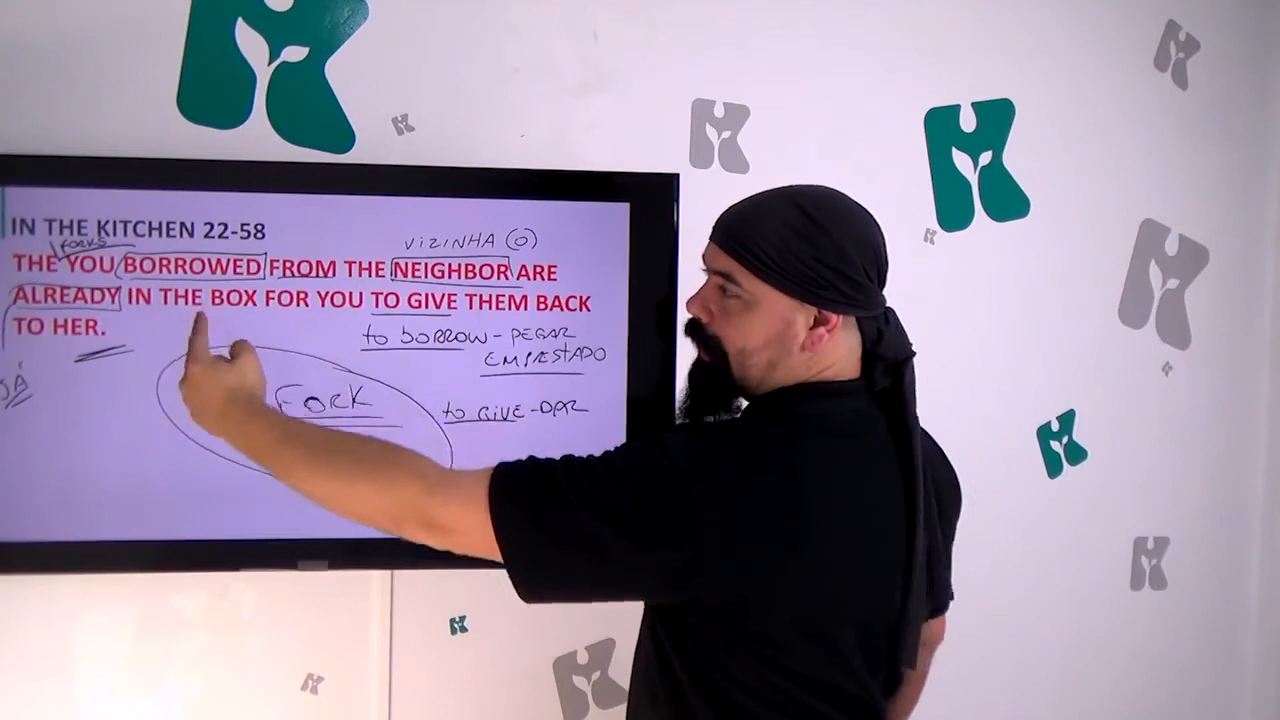 IN THE KITCHEN 22-58
FORKS
VIZINHA (O)
THE YOU BORROWED FROM THE NEIGHBOR ARE
ALREADY IN THE BOX FOR YOU TO GIVE THEM BACK
TO HER.
to borrow - PEGAR
EMPRESTADO
JÁ
FORK
to GIVE - DAR